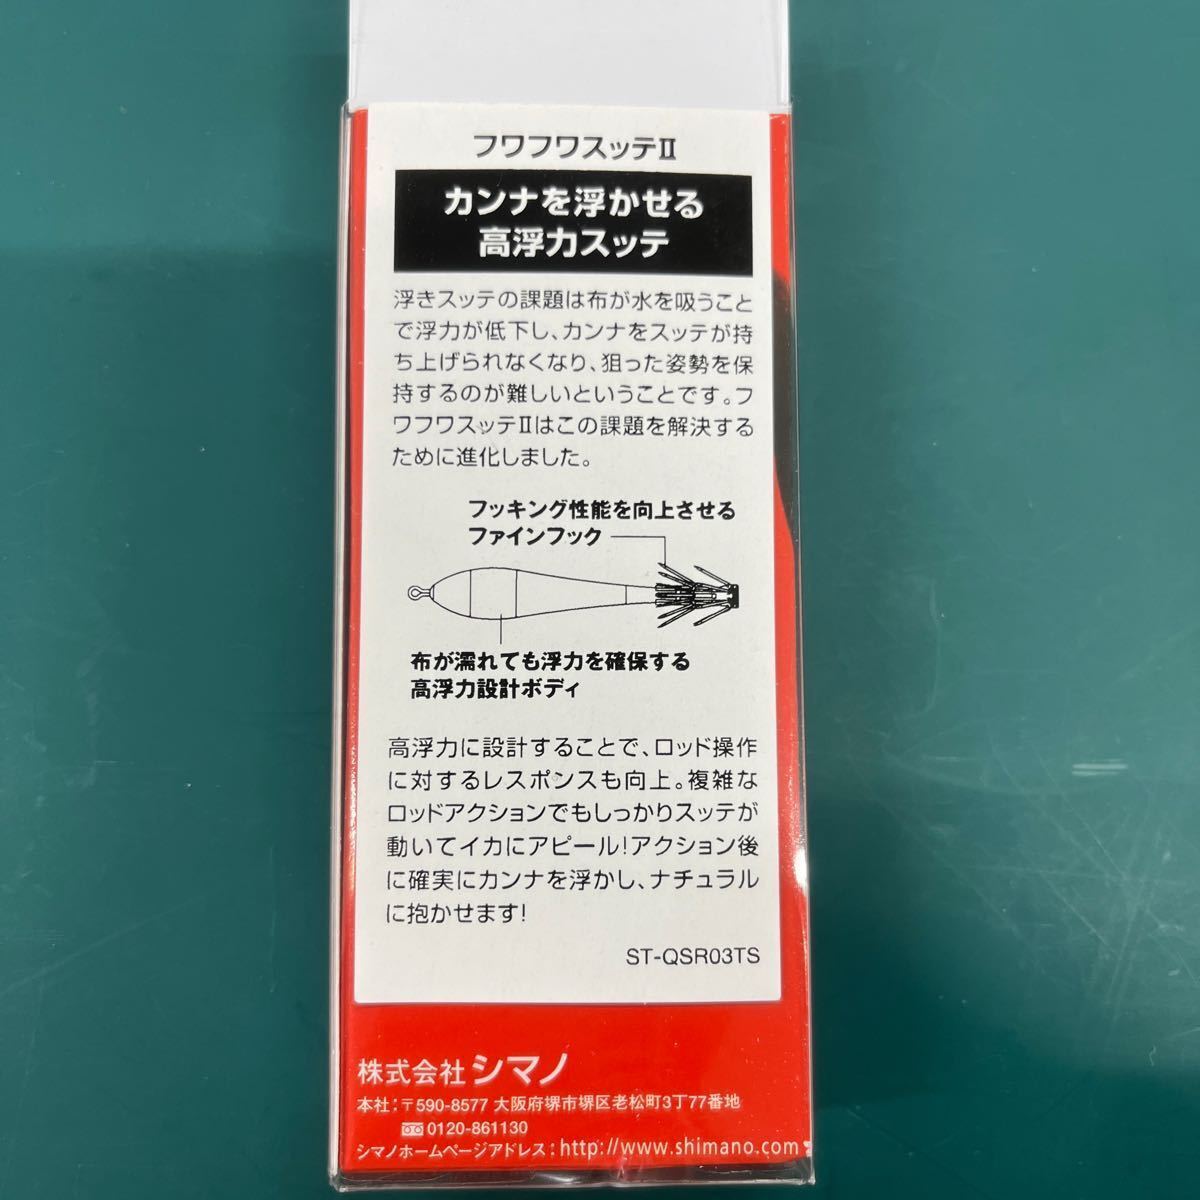 フワフワスッテII
カンナを浮かせる
高浮力スッテ
浮きスッテの課題は布が水を吸うこと
で浮力が低下し、カンナをスッテが持
ち上げられなくなり、狙った姿勢を保
持するのが難しいということです。フ
ワフワスッテIIはこの課題を解決する
ために進化しました。
フッキング性能を向上させる
ファインフック
布が濡れても浮力を確保する
高浮力設計ボディ
高浮力に設計することで、ロッド操作
に対するレスポンスも向上。複雑な
ロッドアクションでもしっかりスッテが
動いてイカにアピール!アクション後
に確実にカンナを浮かし、ナチュラル
に抱かせます!
ST-QSR03TS
株式会社 シマノ
本社:〒590-8577 大阪府堺市堺区老松町3丁77番地
0120-861130
シマノホームページアドレス:http://www.shimano.com